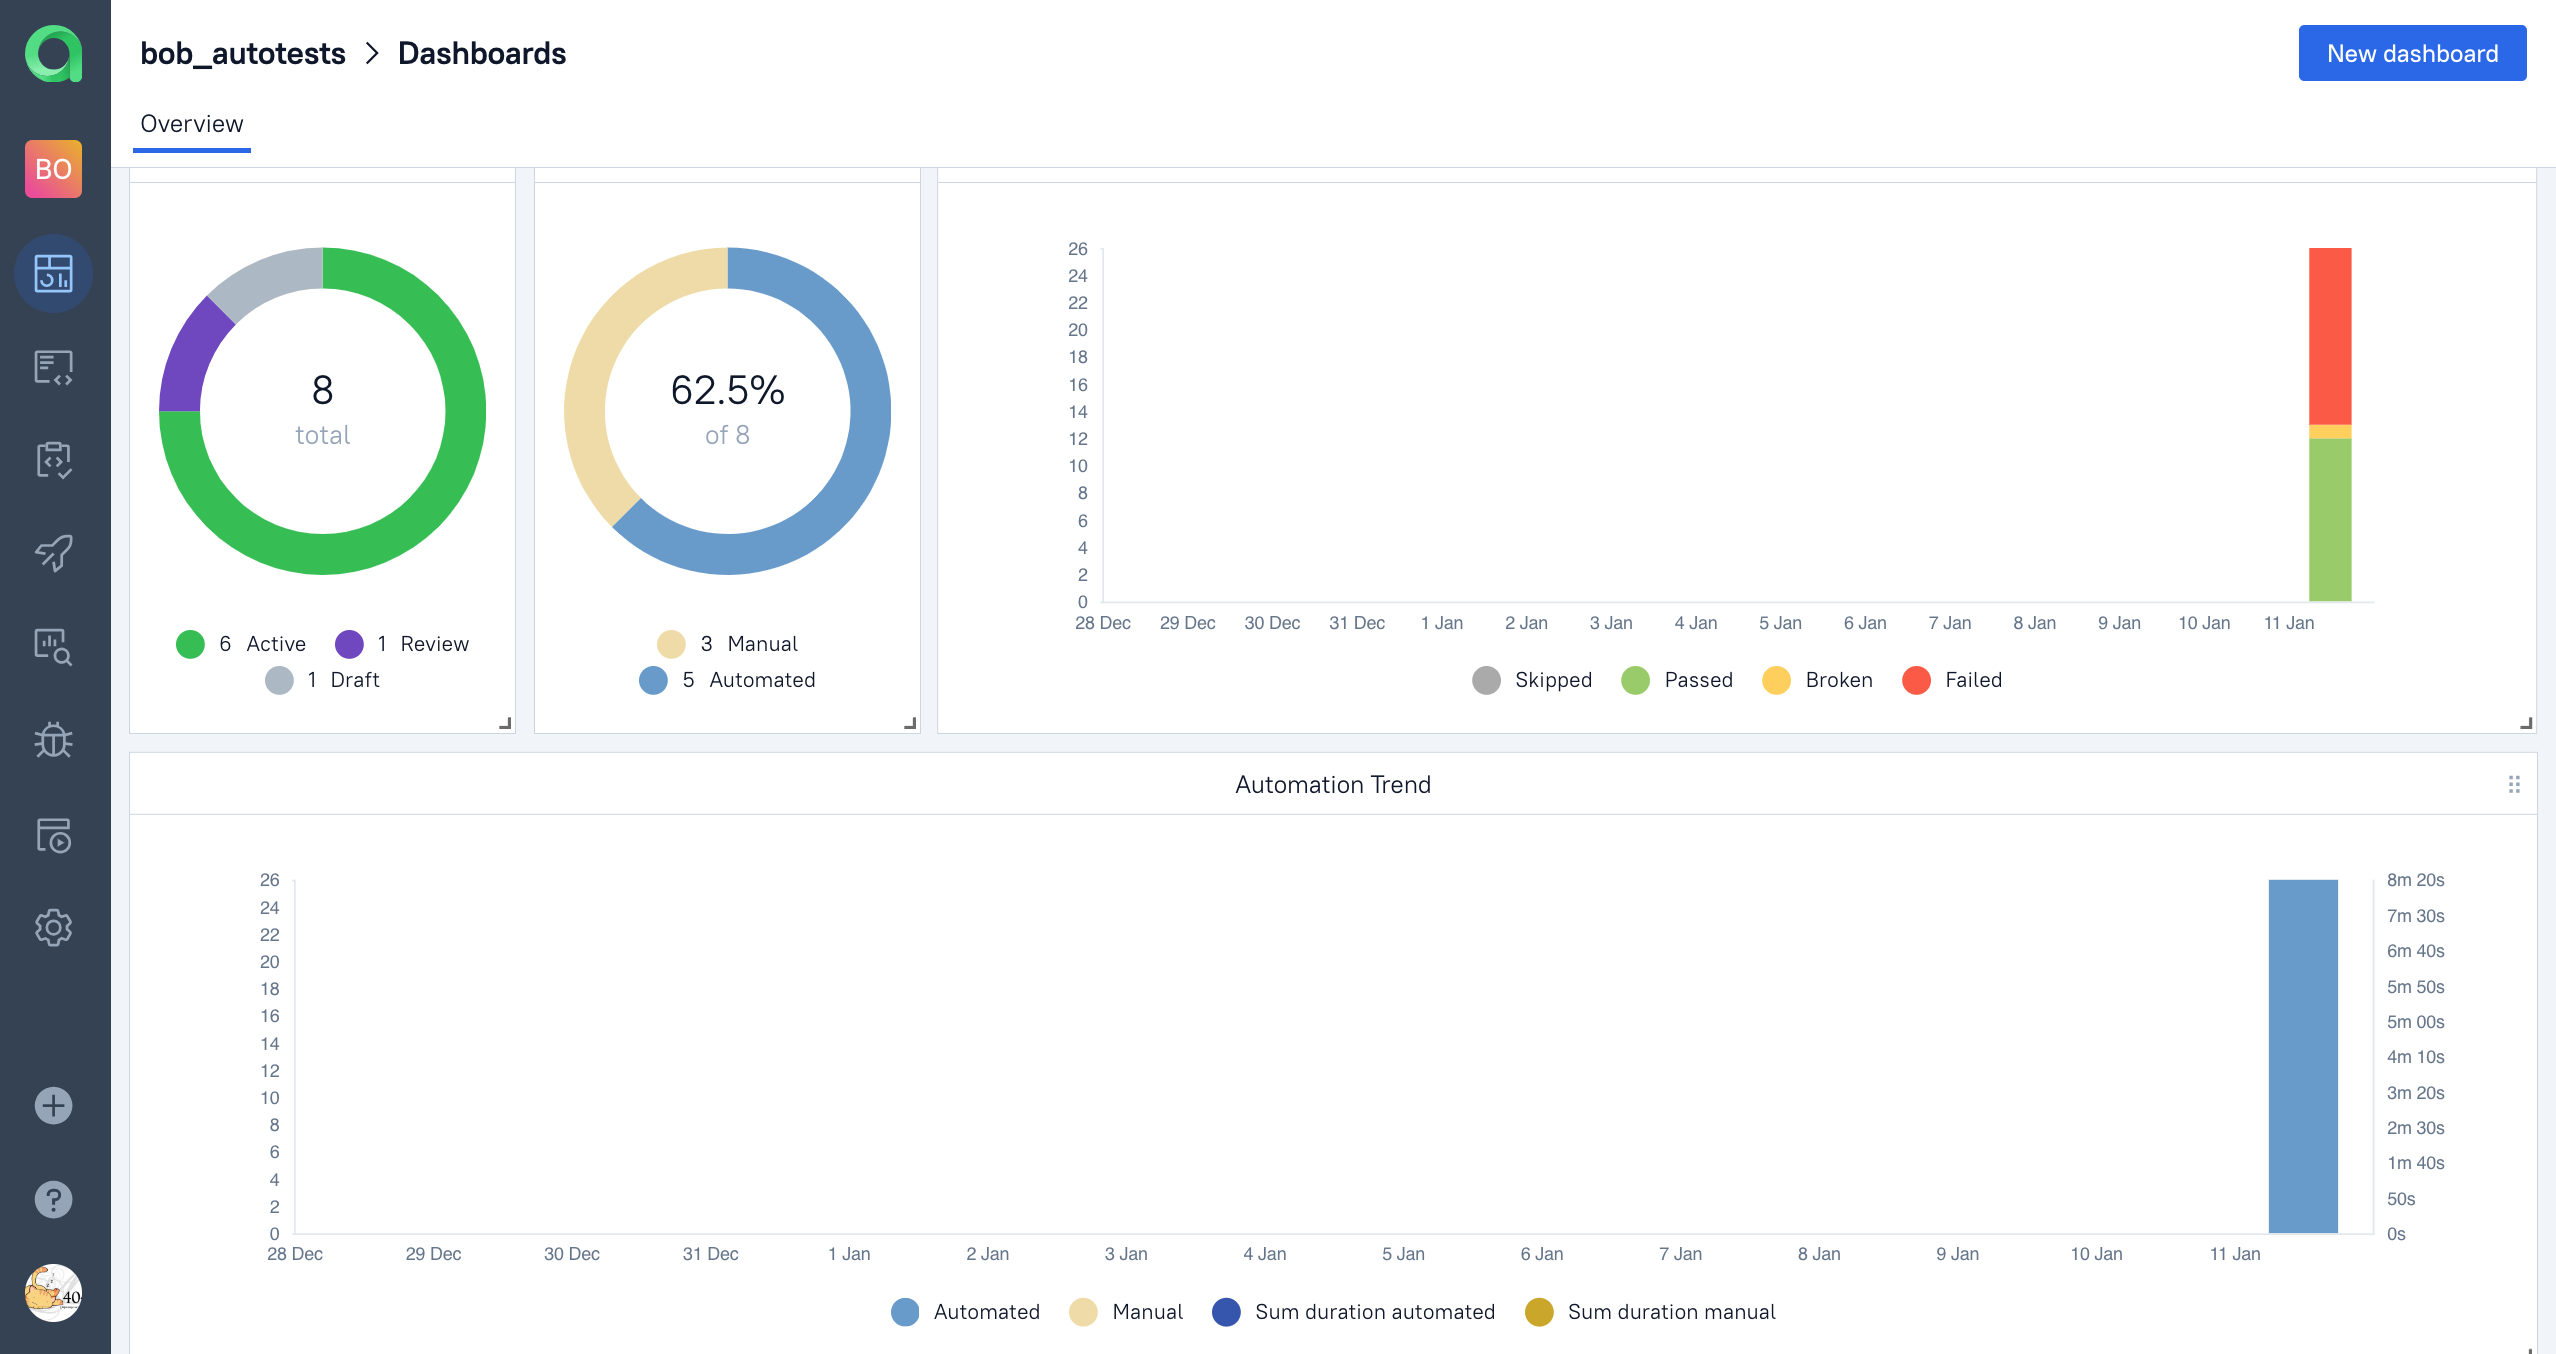 bob_autotests > Dashboards
New dashboard
Overview
BO
8
total
6 Active 1 Review
1 Draft
62.5%
of 8
3 Manual
5 Automated
26
24
22
20
18
16
14
12
10
8
6
4
2
0
28 Dec 29 Dec 30 Dec 31 Dec 1 Jan 2 Jan 3 Jan 4 Jan 5 Jan 6 Jan 7 Jan 8 Jan 9 Jan 10 Jan 11 Jan
Skipped Passed Broken Failed
Automation Trend
26
24
22
20
18
16
14
12
10
8
6
4
2
0
8m 20s
7m 30s
6m 40s
5m 50s
5m 00s
4m 10s
3m 20s
2m 30s
1m 40s
50s
0s
28 Dec 29 Dec 30 Dec 31 Dec 1 Jan 2 Jan 3 Jan 4 Jan 5 Jan 6 Jan 7 Jan 8 Jan 9 Jan 10 Jan 11 Jan
Automated Manual Sum duration automated Sum duration manual
?
40